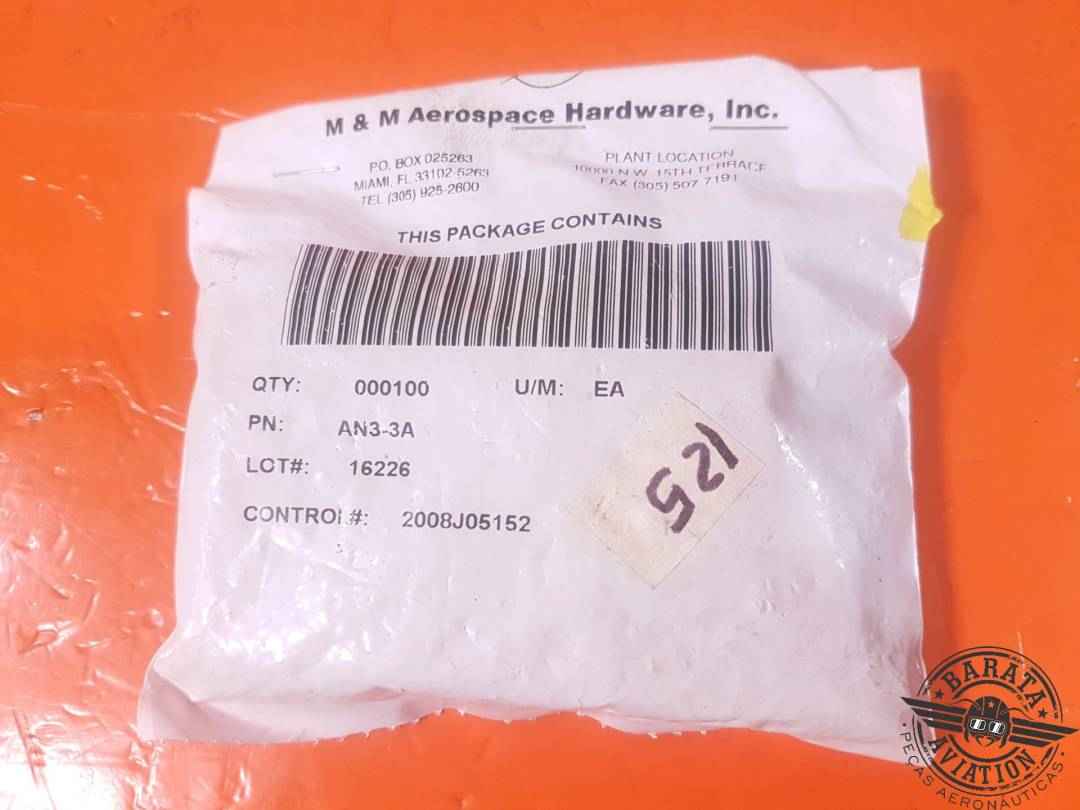 M & M Aerospace Hardware, Inc.
P.O. BOX 025263
MIAMI, FL 33102-5263
TEL (305) 925-2600
PLANT LOCATION
10000 N.W. 15TH TERRACE
FAX (305) 507 7191
THIS PACKAGE CONTAINS
QTY: 000100 U/M: EA
PN: AN3-3A
LOT#: 16226
CONTROL#: 2008J05152
125
BARATA
AVIATION
PEÇAS AERONÁUTICAS